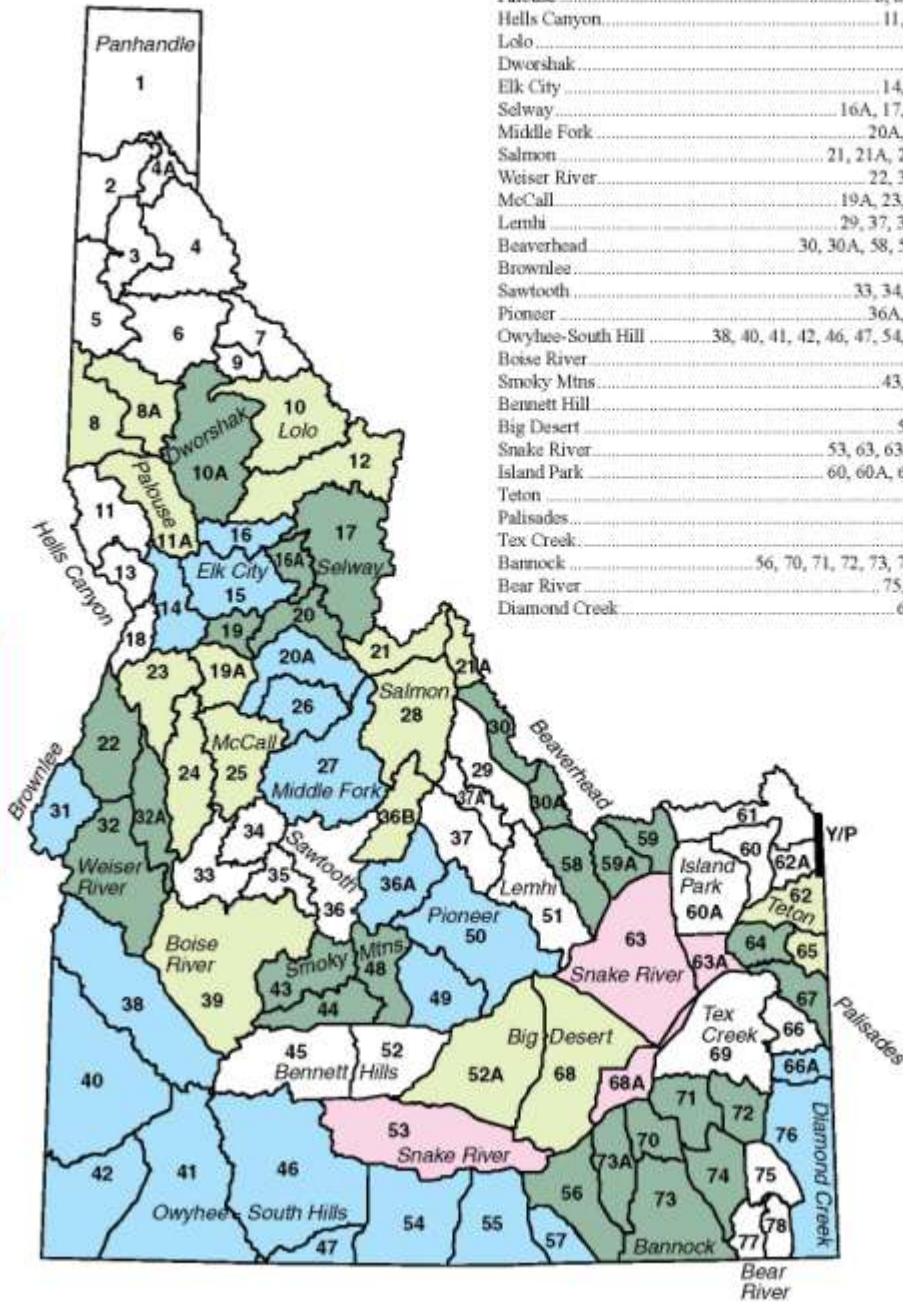 Hells Canyon 11,
Lolo
Dworshak
Elk City 14,
Selway 16A, 17,
Middle Fork 20A,
Salmon 21, 21A, 2
Weiser River 22, 3
McCall 19A, 23,
Lemhi 29, 37, 3
Beaverhead 30, 30A, 58, 5
Brownlee
Sawtooth 33, 34,
Pioneer 36A,
Owyhee-South Hill 38, 40, 41, 42, 46, 47, 54,
Boise River
Smoky Mtns 43,
Bennett Hill
Big Desert 5
Snake River 53, 63, 63
Island Park 60, 60A, 6
Teton
Palisades
Tex Creek
Bannock 56, 70, 71, 72, 73, 7
Bear River 75,
Diamond Creek 6
Panhandle
1
2
4A
3
4
5
6
7
9
8
8A
Dworshak
10A
10
Lolo
12
Palouse
11A
11
Hells Canyon
13
16
Elk City
15
16A
17
Selway
14
18
19
20
23
19A
20A
26
21
21A
Salmon
28
22
24
McCall
25
27
Middle Fork
30
Beaverhead
29
30A
Brownlee
31
32
32A
Weiser
River
34
33
35
Sawtooth
36
36B
37A
37
36A
Lemhi
51
58
59A
59
61
60
62A
Y/P
Island
Park
60A
62
Teton
64
65
67
Palisades
66
66A
Boise
River
39
Smoky
Mtns
43
48
44
Pioneer
50
49
63
Snake River
63A
Tex
Creek
69
38
40
45
52
Bennett Hills
Big Desert
52A
68
68A
53
Snake River
42
41
46
Owyhee - South Hills
47
54
55
57
56
73A
70
71
72
73
74
Bannock
76
Diamond Creek
75
77
78
Bear
River